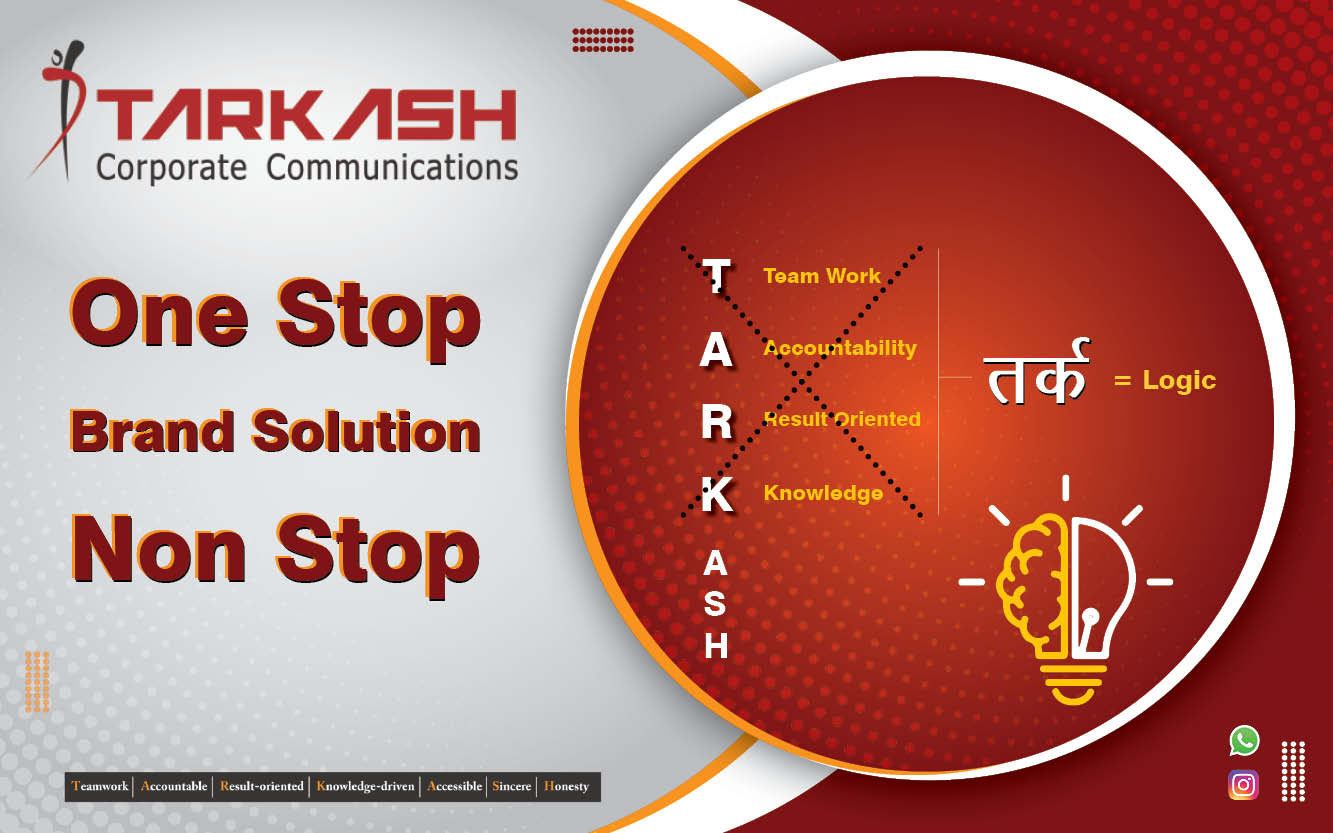 TARKASH
Corporate Communications
One Stop
Brand Solution
Non Stop
T Team Work
A Accountability
R Result Oriented
K Knowledge
A
S
H
तर्क = Logic
Teamwork | Accountable | Result-oriented | Knowledge-driven | Accessible | Sincere | Honesty